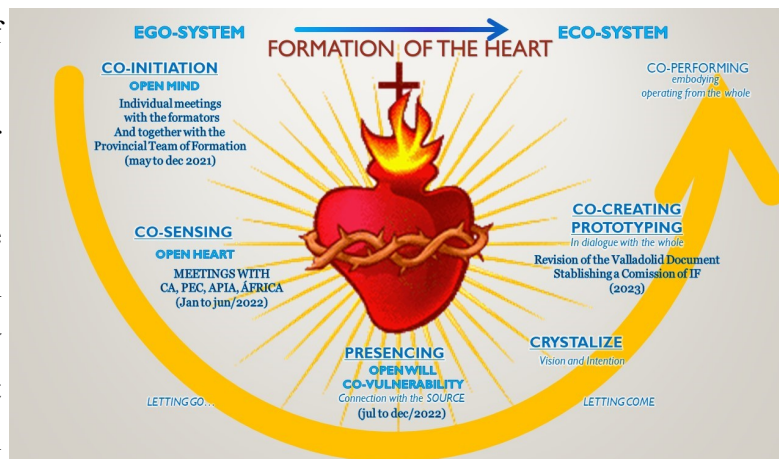 EGO-SYSTEM
ECO-SYSTEM
FORMATION OF THE HEART
CO-INITIATION
OPEN MIND
Individual meetings
with the formators
And together with the
Provincial Team of Formation
(may to dec 2021)
CO-PERFORMING
embodying
operating from the whole
CO-SENSING
OPEN HEART
MEETINGS WITH
CA, PEC, APIA, ÁFRICA
(Jan to jun/2022)
CO-CREATING
PROTOTYPING
In dialogue with the whole
Revision of the Valladolid Document
Stablishing a Comission of IF
(2023)
PRESENCING
OPEN WILL
CO-VULNERABILITY
Connection with the SOURCE
(jul to dec/2022)
CRYSTALIZE
Vision and Intention
LETTING GO...
LETTING COME